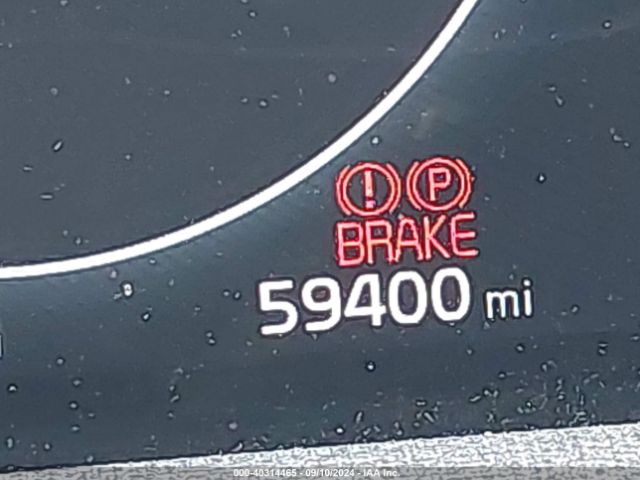 ! P
BRAKE
59400 mi
000-40314465 - 09/10/2024 - IAA Inc.